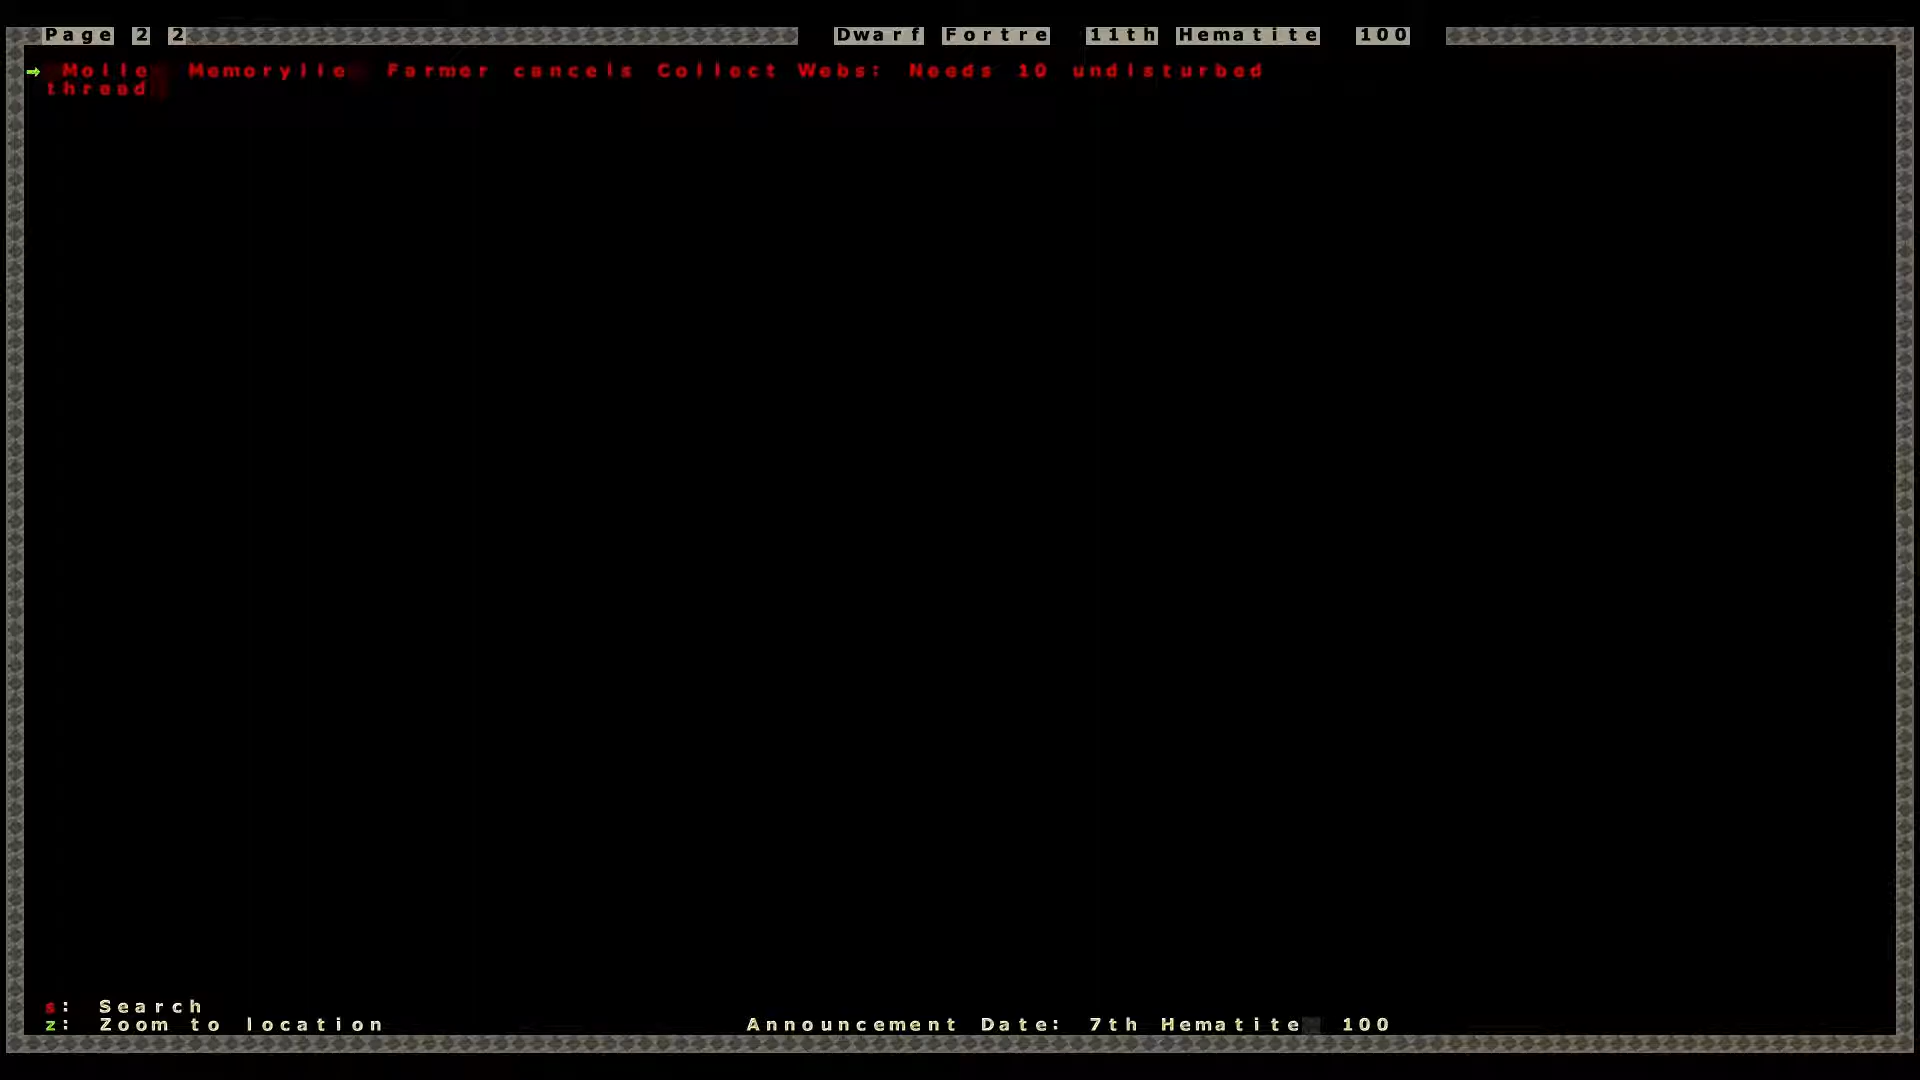 Page 2 2 Dwarf Fortre 11th Hematite 100
Farmer cancels Collect Webs: Needs 10 undisturbed
thread
s: Search
z: Zoom to location Announcement Date: 7th Hematite 100